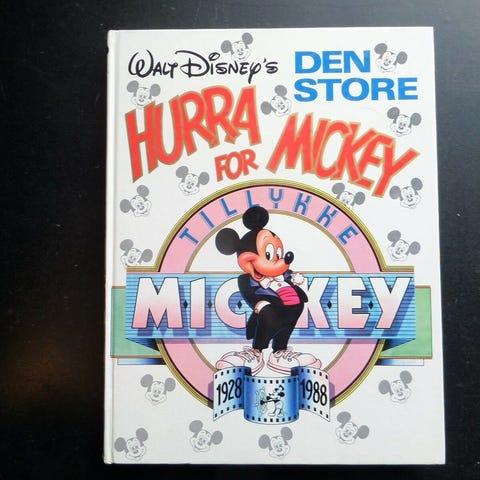 WALT DISNEY'S
DEN
STORE
HURRA
FOR MICKEY
TILLYKKE
MICKEY
1928 1988